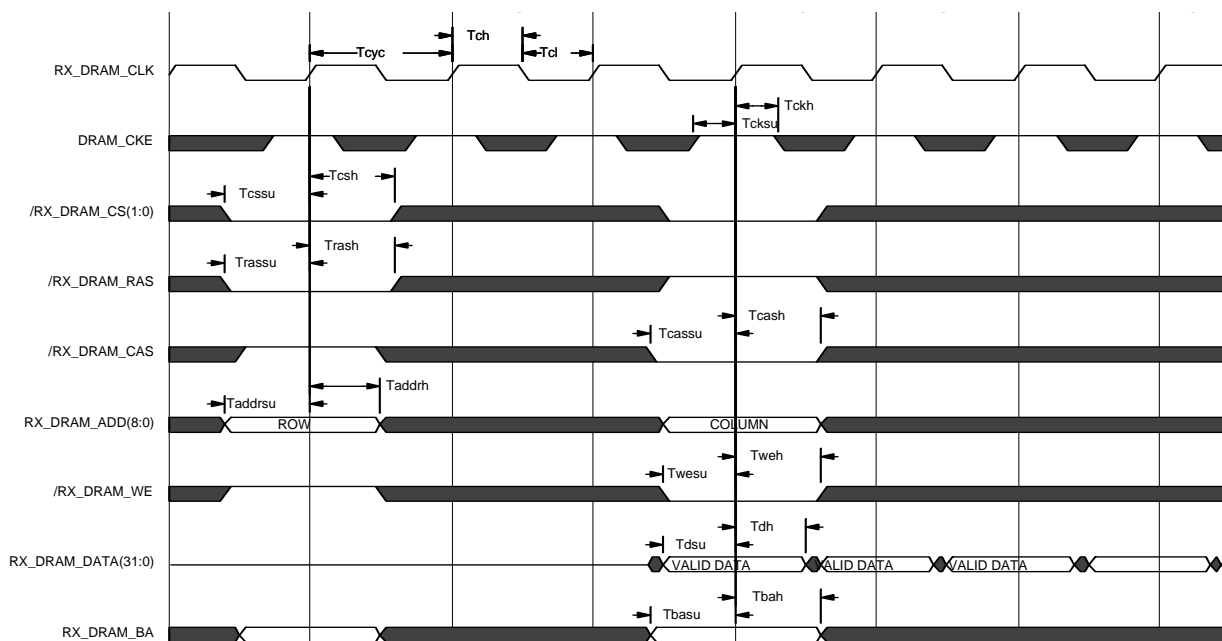 Tch
Tcyc
Tcl
RX_DRAM_CLK
Tckh
Tcksu
DRAM_CKE
Tcsh
Tcssu
/RX_DRAM_CS(1:0)
Trash
Trassu
/RX_DRAM_RAS
Tcash
Tcassu
/RX_DRAM_CAS
Taddrh
Taddrsu
RX_DRAM_ADD(8:0)
ROW
COLUMN
Tweh
Twesu
/RX_DRAM_WE
Tdh
Tdsu
RX_DRAM_DATA(31:0)
VALID DATA
VALID DATA
VALID DATA
Tbah
Tbasu
RX_DRAM_BA